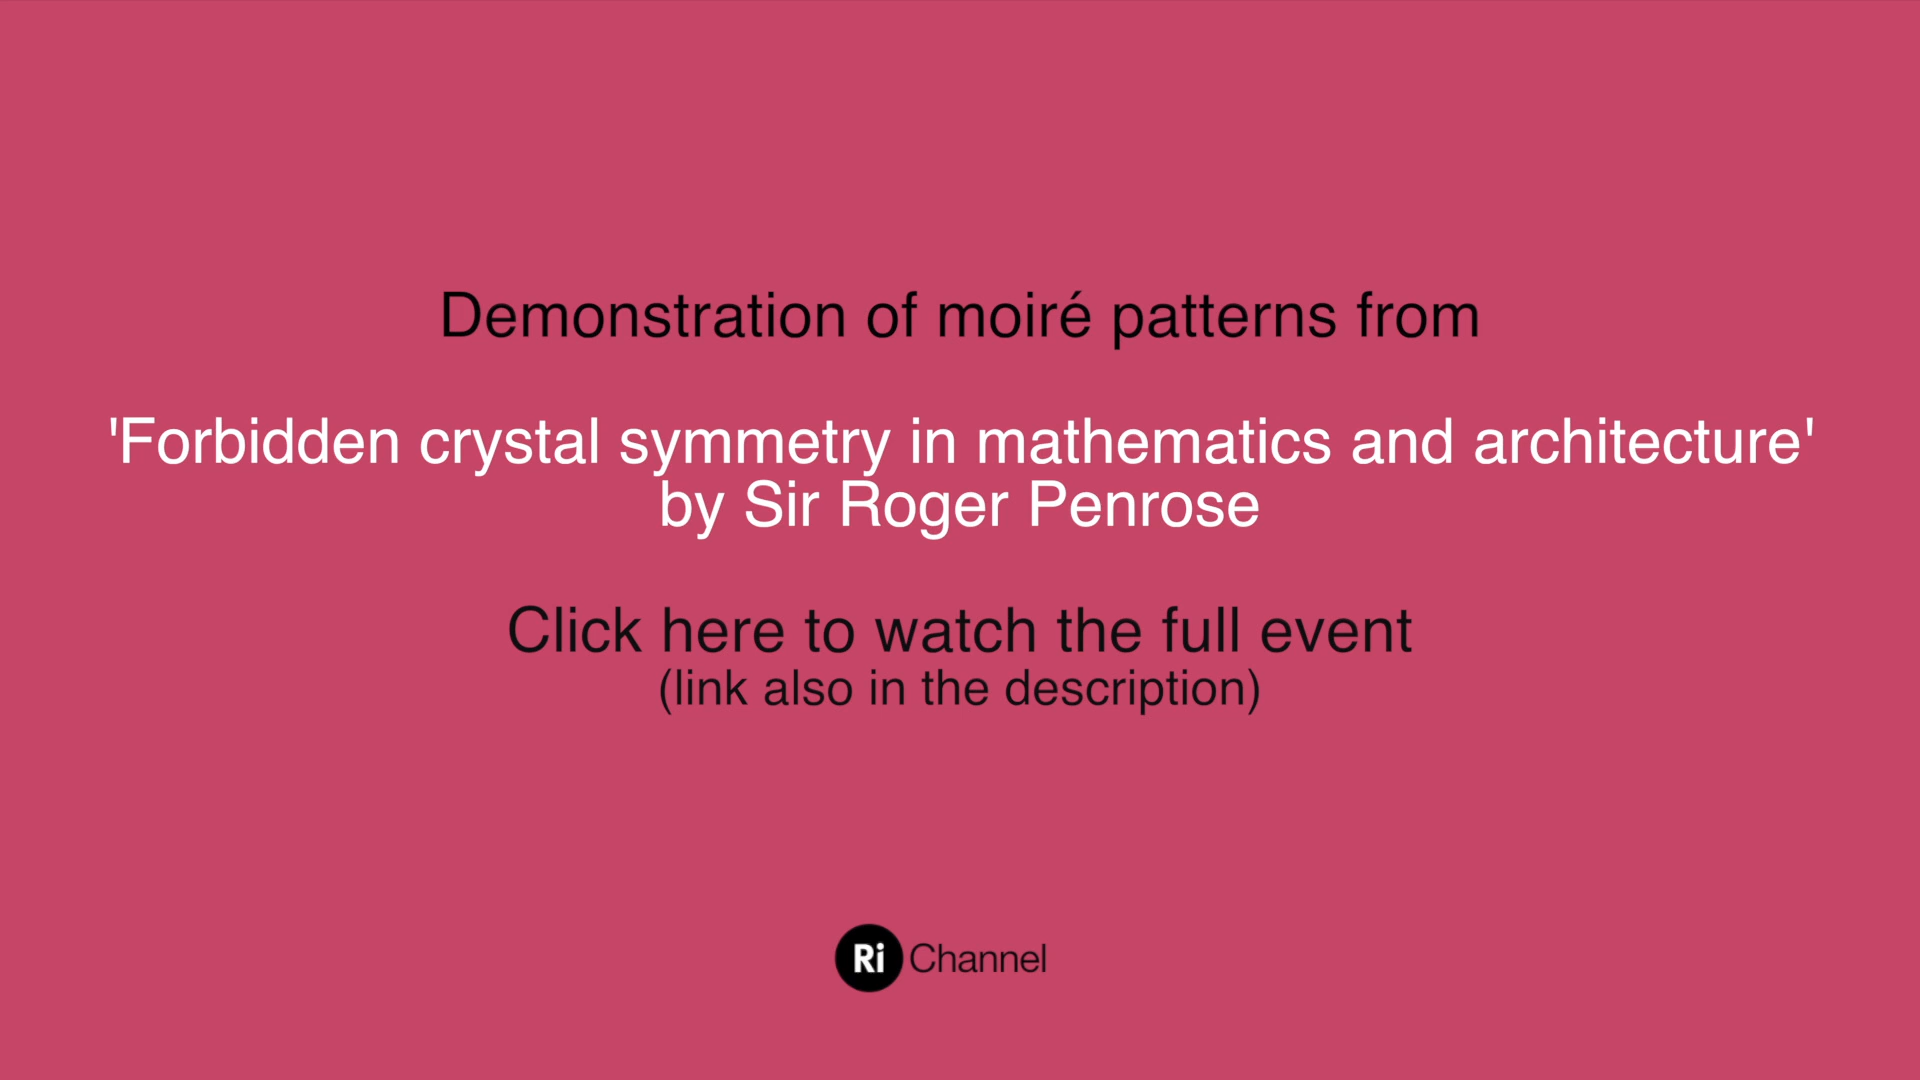 Demonstration of moiré patterns from
'Forbidden crystal symmetry in mathematics and architecture'
by Sir Roger Penrose
Click here to watch the full event
(link also in the description)
Ri Channel